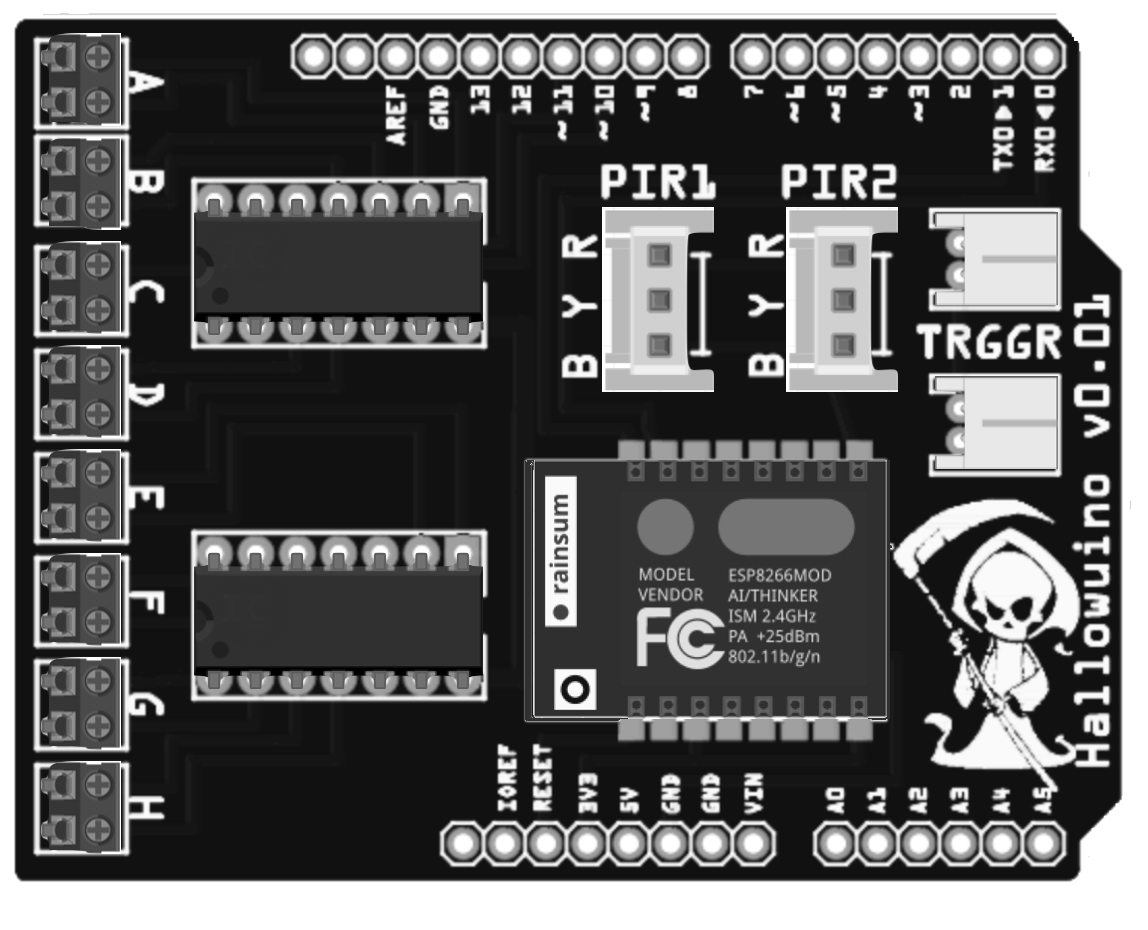 A
B
C
D
E
F
G
H
AREF
GND
13
12
~11
~10
~9
8
7
~6
~5
4
~3
2
TX0▶1
RX0◀0
PIR1
PIR2
R
Y
B
R
Y
B
TRGGR
Hallowuino v0.01
rainsum
MODEL ESP8266MOD
VENDOR AI/THINKER
ISM 2.4GHz
PA +25dBm
802.11b/g/n
FC
IOREF
RESET
3V3
5V
GND
GND
VIN
A0
A1
A2
A3
A4
A5